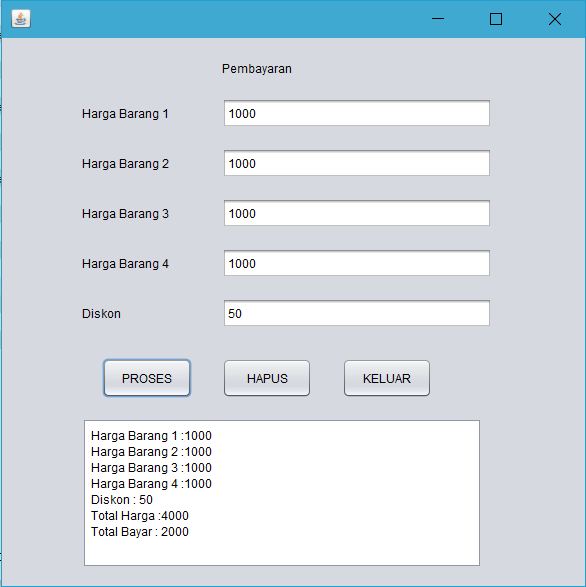 Pembayaran
Harga Barang 1 1000
Harga Barang 2 1000
Harga Barang 3 1000
Harga Barang 4 1000
Diskon 50
PROSES HAPUS KELUAR
Harga Barang 1 :1000
Harga Barang 2 :1000
Harga Barang 3 :1000
Harga Barang 4 :1000
Diskon : 50
Total Harga :4000
Total Bayar : 2000